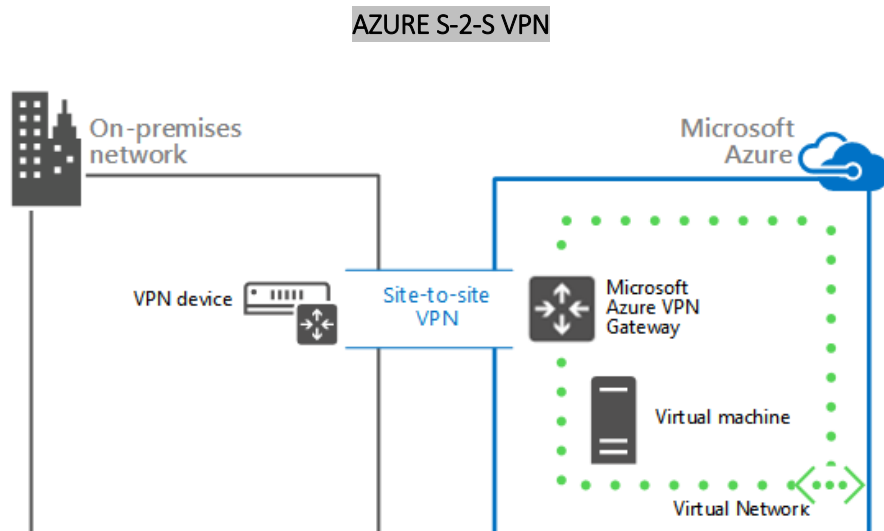 AZURE S-2-S VPN
On-premises
network
Microsoft
Azure
VPN device
Site-to-site
VPN
Microsoft
Azure VPN
Gateway
Virtual machine
Virtual Network